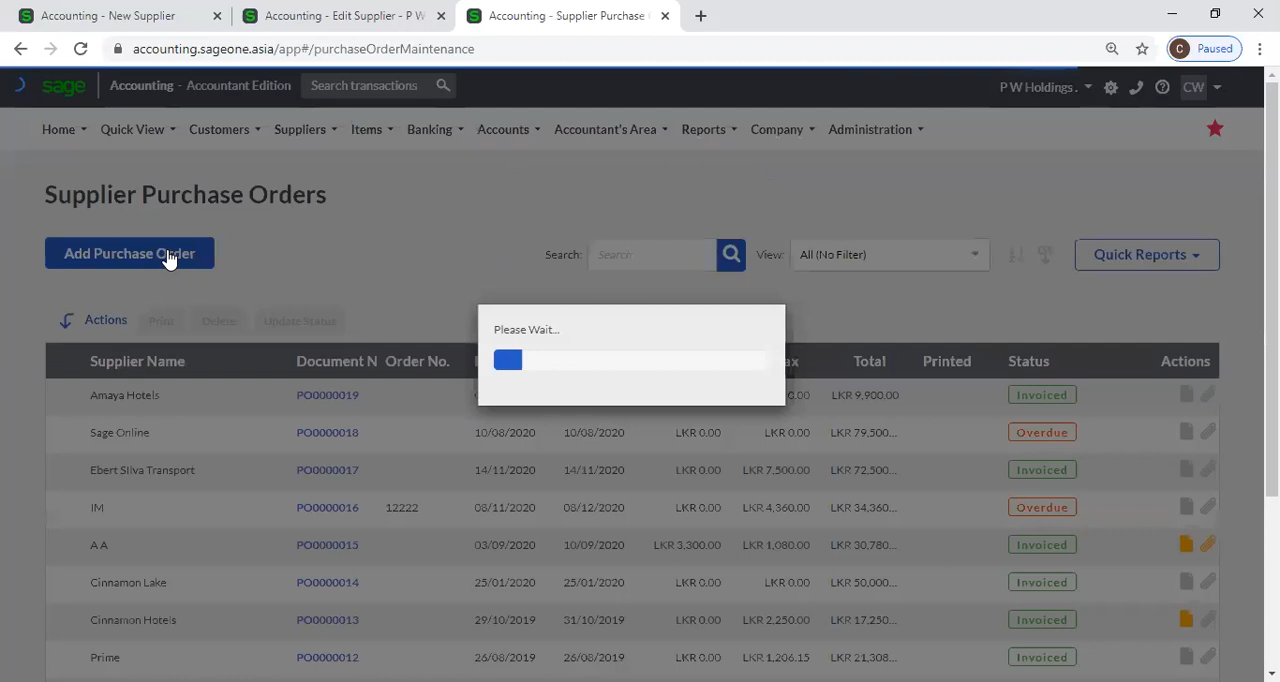 Accounting - New Supplier
Accounting - Edit Supplier - P W
Accounting - Supplier Purchase
accounting.sageone.asia/app#/purchaseOrderMaintenance
C Paused
sage
Accounting - Accountant Edition
Search transactions
P W Holdings .
CW
Home Quick View Customers Suppliers Items Banking Accounts Accountant's Area Reports Company Administration
Supplier Purchase Orders
Add Purchase Order
Search: Search
View: All (No Filter)
Quick Reports
Actions Print Delete Update Status
Please Wait...
Supplier Name Document N Order No. Total Printed Status Actions
Amaya Hotels PO0000019 LKR 9,900.00 Invoiced
Sage Online PO0000018 10/08/2020 10/08/2020 LKR 0.00 LKR 0.00 LKR 79,500... Overdue
Ebert Silva Transport PO0000017 14/11/2020 14/11/2020 LKR 0.00 LKR 7,500.00 LKR 72,500... Invoiced
IM PO0000016 12222 08/11/2020 08/12/2020 LKR 0.00 LKR 4,360.00 LKR 34,360... Overdue
A A PO0000015 03/09/2020 10/09/2020 LKR 3,300.00 LKR 1,080.00 LKR 30,780... Invoiced
Cinnamon Lake PO0000014 25/01/2020 25/01/2020 LKR 0.00 LKR 0.00 LKR 50,000... Invoiced
Cinnamon Hotels PO0000013 29/10/2019 31/10/2019 LKR 0.00 LKR 2,250.00 LKR 17,250... Invoiced
Prime PO0000012 26/08/2019 26/08/2019 LKR 0.00 LKR 1,206.15 LKR 21,308... Invoiced